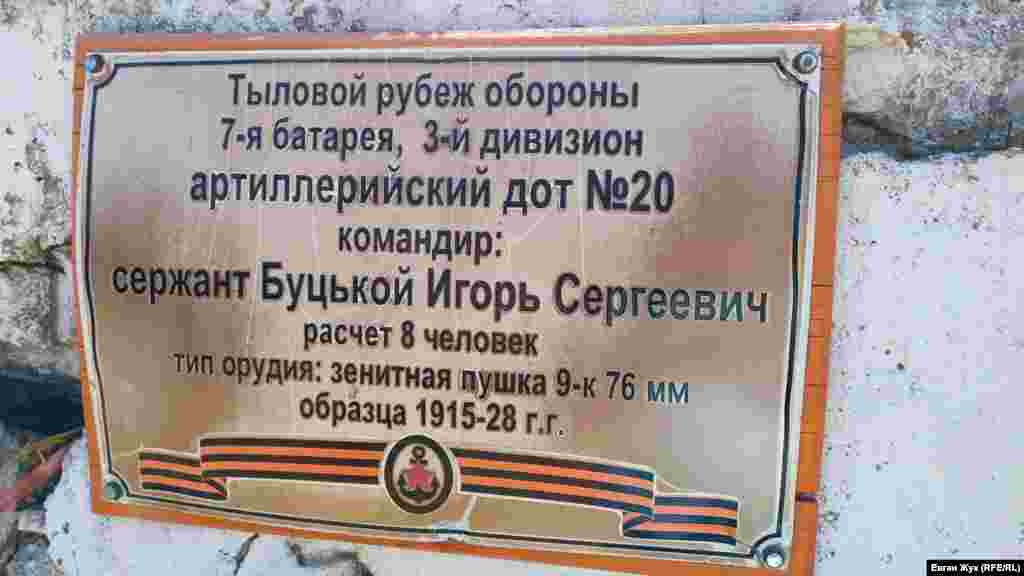 Тыловой рубеж обороны
7-я батарея, 3-й дивизион
артиллерийский дот №20
командир:
сержант Буцькой Игорь Сергеевич
расчет 8 человек
тип орудия: зенитная пушка 9-к 76 мм
образца 1915-28 г.г.
Евган Жук (RFE/RL)